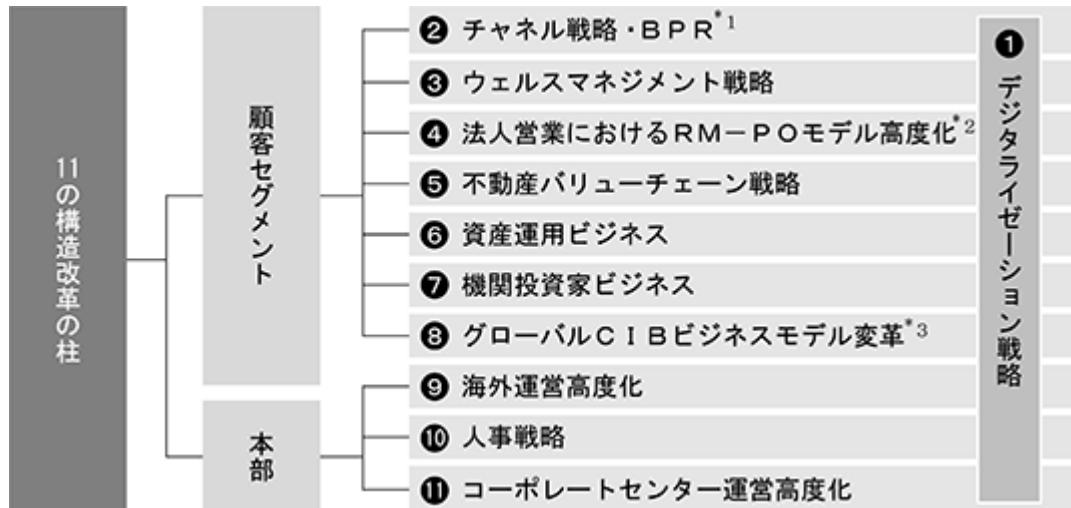 11の構造改革の柱
顧客セグメント
本部
❷ チャネル戦略・BPR*1
❸ ウェルスマネジメント戦略
❹ 法人営業におけるRM-POモデル高度化*2
❺ 不動産バリューチェーン戦略
❻ 資産運用ビジネス
❼ 機関投資家ビジネス
❽ グローバルCIBビジネスモデル変革*3
❾ 海外運営高度化
❿ 人事戦略
⓫ コーポレートセンター運営高度化
❶ デジタライゼーション戦略